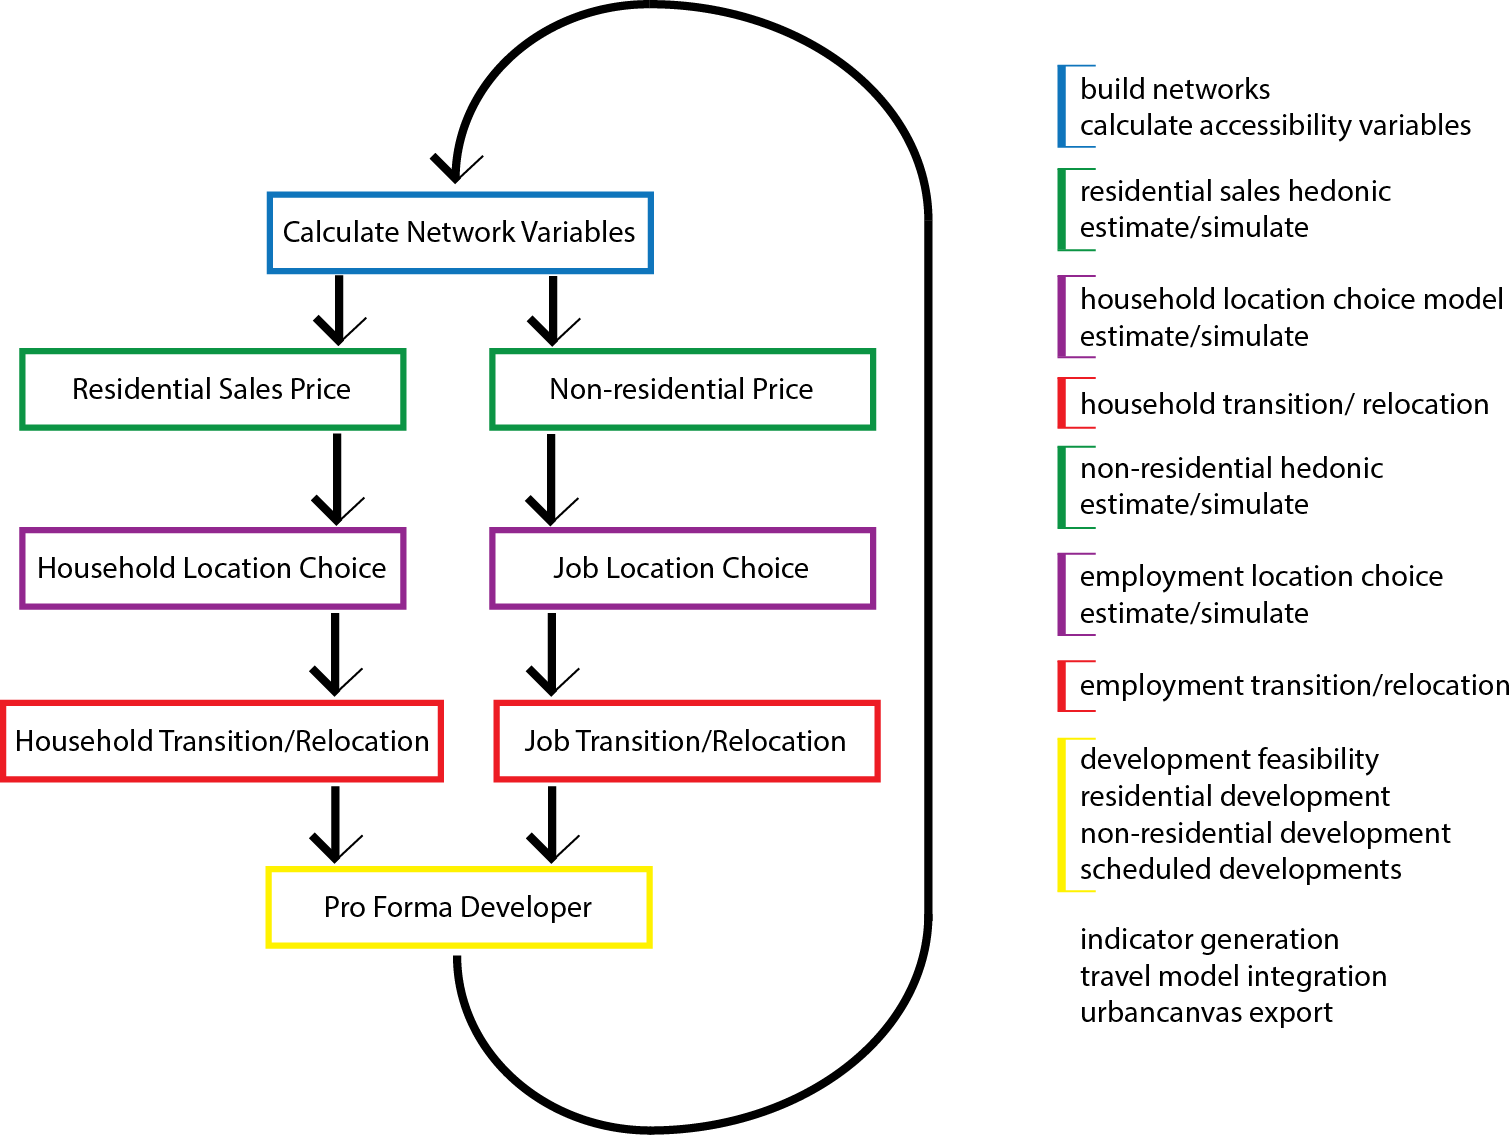 Calculate Network Variables
Residential Sales Price
Non-residential Price
Household Location Choice
Job Location Choice
Household Transition/Relocation
Job Transition/Relocation
Pro Forma Developer
build networks
calculate accessibility variables
residential sales hedonic
estimate/simulate
household location choice model
estimate/simulate
household transition/ relocation
non-residential hedonic
estimate/simulate
employment location choice
estimate/simulate
employment transition/relocation
development feasibility
residential development
non-residential development
scheduled developments
indicator generation
travel model integration
urbancanvas export